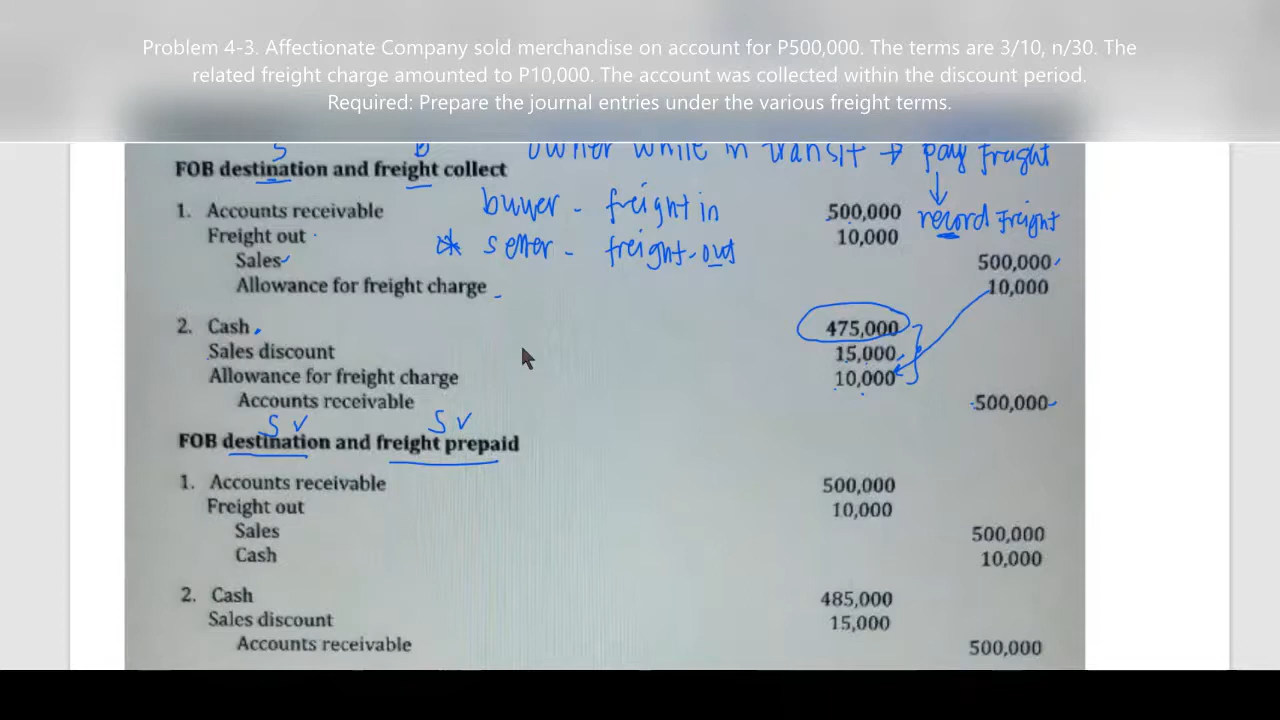 Problem 4-3. Affectionate Company sold merchandise on account for P500,000. The terms are 3/10, n/30. The
related freight charge amounted to P10,000. The account was collected within the discount period.
Required: Prepare the journal entries under the various freight terms.
S B owner while in transit → pay freight
FOB destination and freight collect
buyer - freight in
1. Accounts receivable 500,000 record freight
Freight out 10,000
seller - freight-out
Sales 500,000
Allowance for freight charge 10,000
2. Cash 475,000
Sales discount 15,000
Allowance for freight charge 10,000
Accounts receivable 500,000
S ✓ S ✓
FOB destination and freight prepaid
1. Accounts receivable 500,000
Freight out 10,000
Sales 500,000
Cash 10,000
2. Cash 485,000
Sales discount 15,000
Accounts receivable 500,000